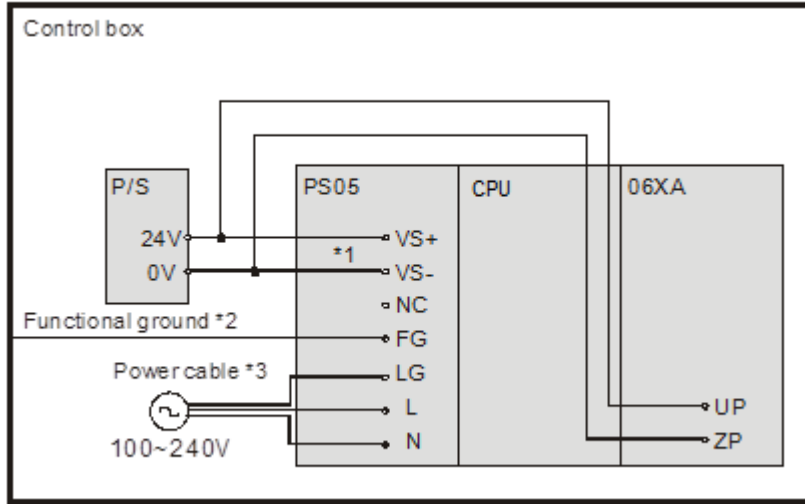 Control box
P/S
PS05
CPU
06XA
24V
VS+
*1
0V
VS-
NC
Functional ground *2
FG
Power cable *3
LG
L
UP
N
ZP
100~240V